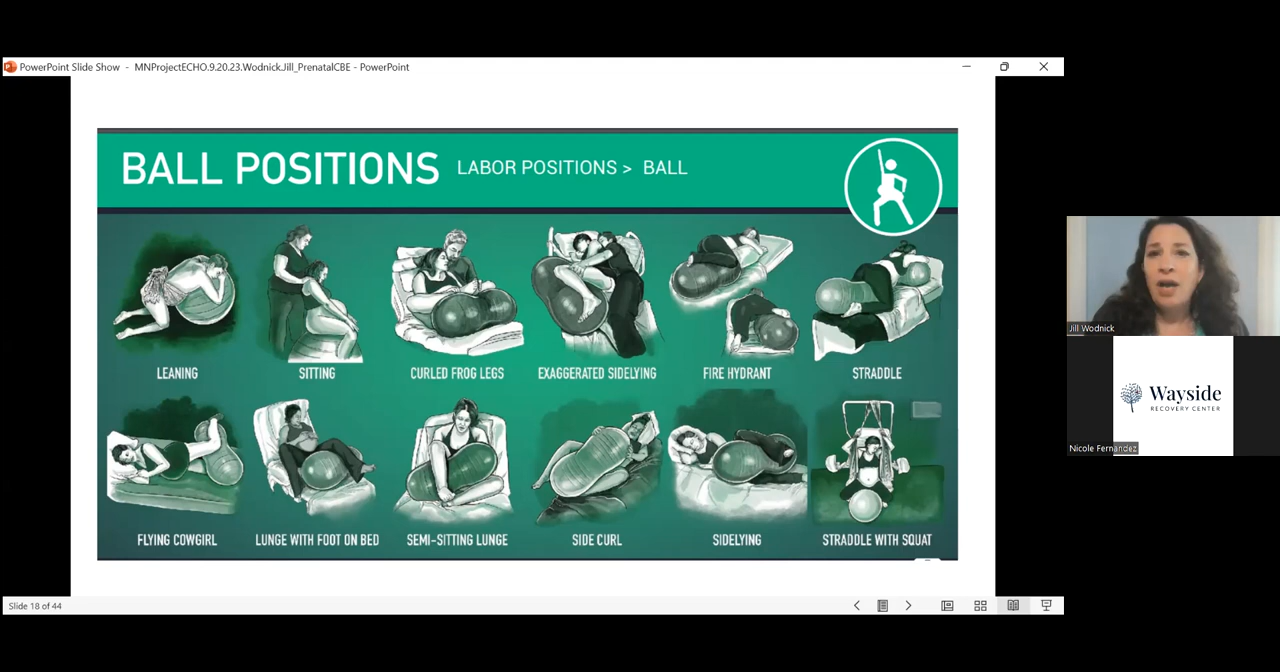 PowerPoint Slide Show - MNProjectECHO.9.20.23.Wodnick.Jill_PrenatalCBE - PowerPoint
BALL POSITIONS LABOR POSITIONS > BALL
LEANING
SITTING
CURLED FROG LEGS
EXAGGERATED SIDELYING
FIRE HYDRANT
STRADDLE
FLYING COWGIRL
LUNGE WITH FOOT ON BED
SEMI-SITTING LUNGE
SIDE CURL
SIDELYING
STRADDLE WITH SQUAT
Slide 18 of 44
Jill Wodnick
Wayside
RECOVERY CENTER
Nicole Fernandez